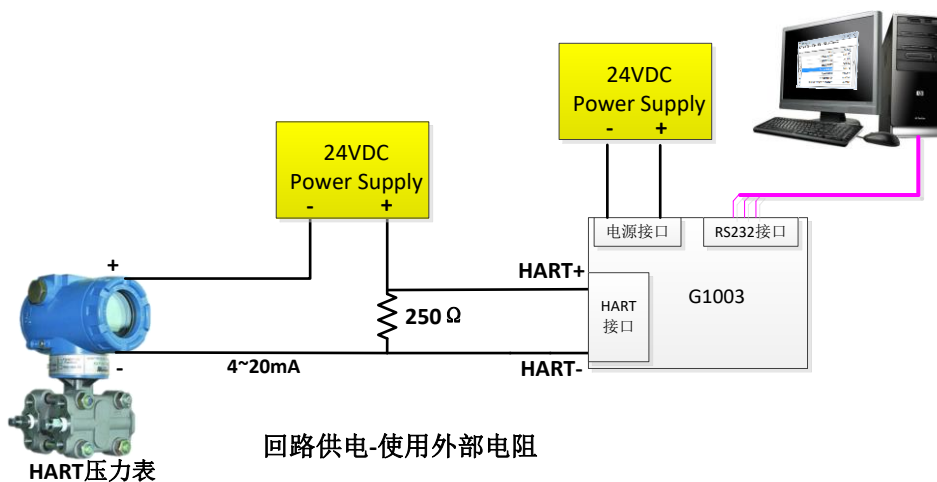 24VDC
Power Supply
- +
24VDC
Power Supply
- +
电源接口
RS232接口
HART+
HART
接口
G1003
+
250Ω
-
4~20mA
HART-
回路供电-使用外部电阻
HART压力表